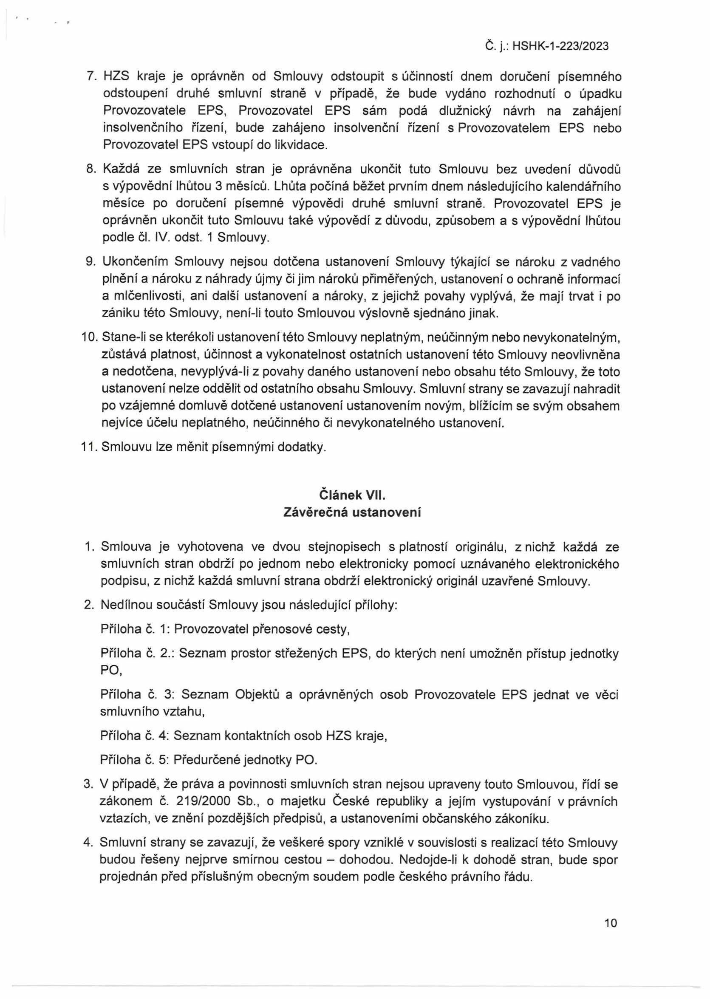 Č. j.: HSHK-1-223/2023
7. HZS kraje je oprávněn od Smlouvy odstoupit s účinností dnem doručení písemného
odstoupení druhé smluvní straně v případě, že bude vydáno rozhodnutí o úpadku
Provozovatele EPS, Provozovatel EPS sám podá dlužnický návrh na zahájení
insolvenčního řízení, bude zahájeno insolvenční řízení s Provozovatelem EPS nebo
Provozovatel EPS vstoupí do likvidace.
8. Každá ze smluvních stran je oprávněna ukončit tuto Smlouvu bez uvedení důvodů
s výpovědní lhůtou 3 měsíců. Lhůta počíná běžet prvním dnem následujícího kalendářního
měsíce po doručení písemné výpovědi druhé smluvní straně. Provozovatel EPS je
oprávněn ukončit tuto Smlouvu také výpovědí z důvodu, způsobem a s výpovědní lhůtou
podle čl. IV. odst. 1 Smlouvy.
9. Ukončením Smlouvy nejsou dotčena ustanovení Smlouvy týkající se nároku z vadného
plnění a nároku z náhrady újmy či jim nároků přiměřených, ustanovení o ochraně informací
a mlčenlivosti, ani další ustanovení a nároky, z jejichž povahy vyplývá, že mají trvat i po
zániku této Smlouvy, není-li touto Smlouvou výslovně sjednáno jinak.
10. Stane-li se kterékoli ustanovení této Smlouvy neplatným, neúčinným nebo nevykonatelným,
zůstává platnost, účinnost a vykonatelnost ostatních ustanovení této Smlouvy neovlivněna
a nedotčena, nevyplývá-li z povahy daného ustanovení nebo obsahu této Smlouvy, že toto
ustanovení nelze oddělit od ostatního obsahu Smlouvy. Smluvní strany se zavazují nahradit
po vzájemné domluvě dotčené ustanovení ustanovením novým, blížícím se svým obsahem
nejvíce účelu neplatného, neúčinného či nevykonatelného ustanovení.
11. Smlouvu lze měnit písemnými dodatky.
Článek VII.
Závěrečná ustanovení
1. Smlouva je vyhotovena ve dvou stejnopisech s platností originálu, z nichž každá ze
smluvních stran obdrží po jednom nebo elektronicky pomocí uznávaného elektronického
podpisu, z nichž každá smluvní strana obdrží elektronický originál uzavřené Smlouvy.
2. Nedílnou součástí Smlouvy jsou následující přílohy:
Příloha č. 1: Provozovatel přenosové cesty,
Příloha č. 2.: Seznam prostor střežených EPS, do kterých není umožněn přístup jednotky
PO,
Příloha č. 3: Seznam Objektů a oprávněných osob Provozovatele EPS jednat ve věci
smluvního vztahu,
Příloha č. 4: Seznam kontaktních osob HZS kraje,
Příloha č. 5: Předurčené jednotky PO.
3. V případě, že práva a povinnosti smluvních stran nejsou upraveny touto Smlouvou, řídí se
zákonem č. 219/2000 Sb., o majetku České republiky a jejím vystupování v právních
vztazích, ve znění pozdějších předpisů, a ustanoveními občanského zákoníku.
4. Smluvní strany se zavazují, že veškeré spory vzniklé v souvislosti s realizací této Smlouvy
budou řešeny nejprve smírnou cestou – dohodou. Nedojde-li k dohodě stran, bude spor
projednán před příslušným obecným soudem podle českého právního řádu.
10